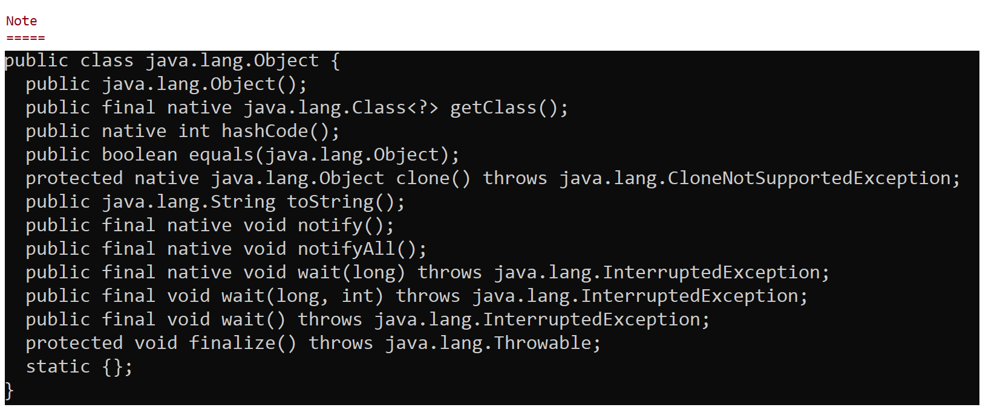 Note
=====
public class java.lang.Object {
  public java.lang.Object();
  public final native java.lang.Class<?> getClass();
  public native int hashCode();
  public boolean equals(java.lang.Object);
  protected native java.lang.Object clone() throws java.lang.CloneNotSupportedException;
  public java.lang.String toString();
  public final native void notify();
  public final native void notifyAll();
  public final native void wait(long) throws java.lang.InterruptedException;
  public final void wait(long, int) throws java.lang.InterruptedException;
  public final void wait() throws java.lang.InterruptedException;
  protected void finalize() throws java.lang.Throwable;
  static {};
}